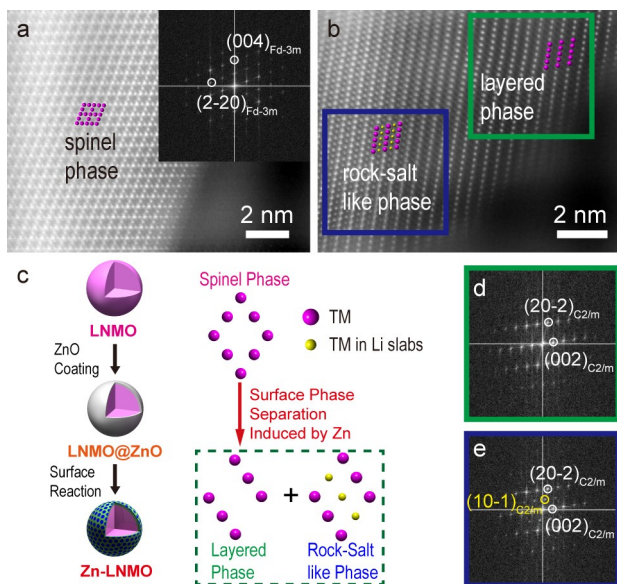 a
(004)Fd-3m
(2-20)Fd-3m
spinel
phase
2 nm
b
layered
phase
rock-salt
like phase
2 nm
c
LNMO
ZnO
Coating
LNMO@ZnO
Surface
Reaction
Zn-LNMO
Spinel Phase
TM
TM in Li slabs
Surface Phase
Separation
Induced by Zn
+
Layered
Phase
Rock-Salt
like Phase
d
(20-2)C2/m
(002)C2/m
e
(20-2)C2/m
(10-1)C2/m
(002)C2/m